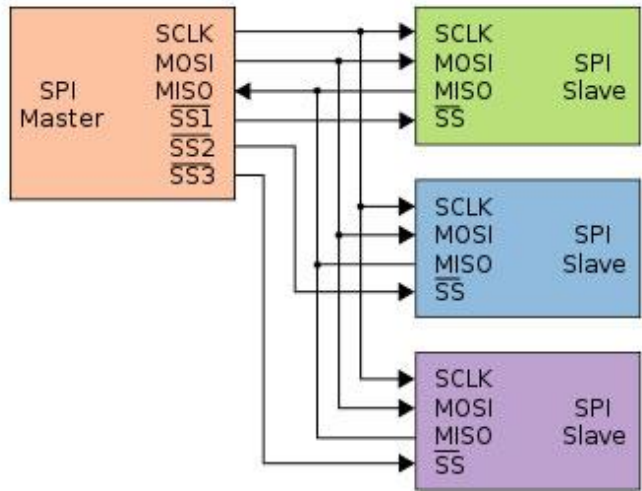 SCLK
MOSI
MISO
SS1
SS2
SS3
SPI
Master
SCLK
MOSI
MISO
SS
SPI
Slave
SCLK
MOSI
MISO
SS
SPI
Slave
SCLK
MOSI
MISO
SS
SPI
Slave